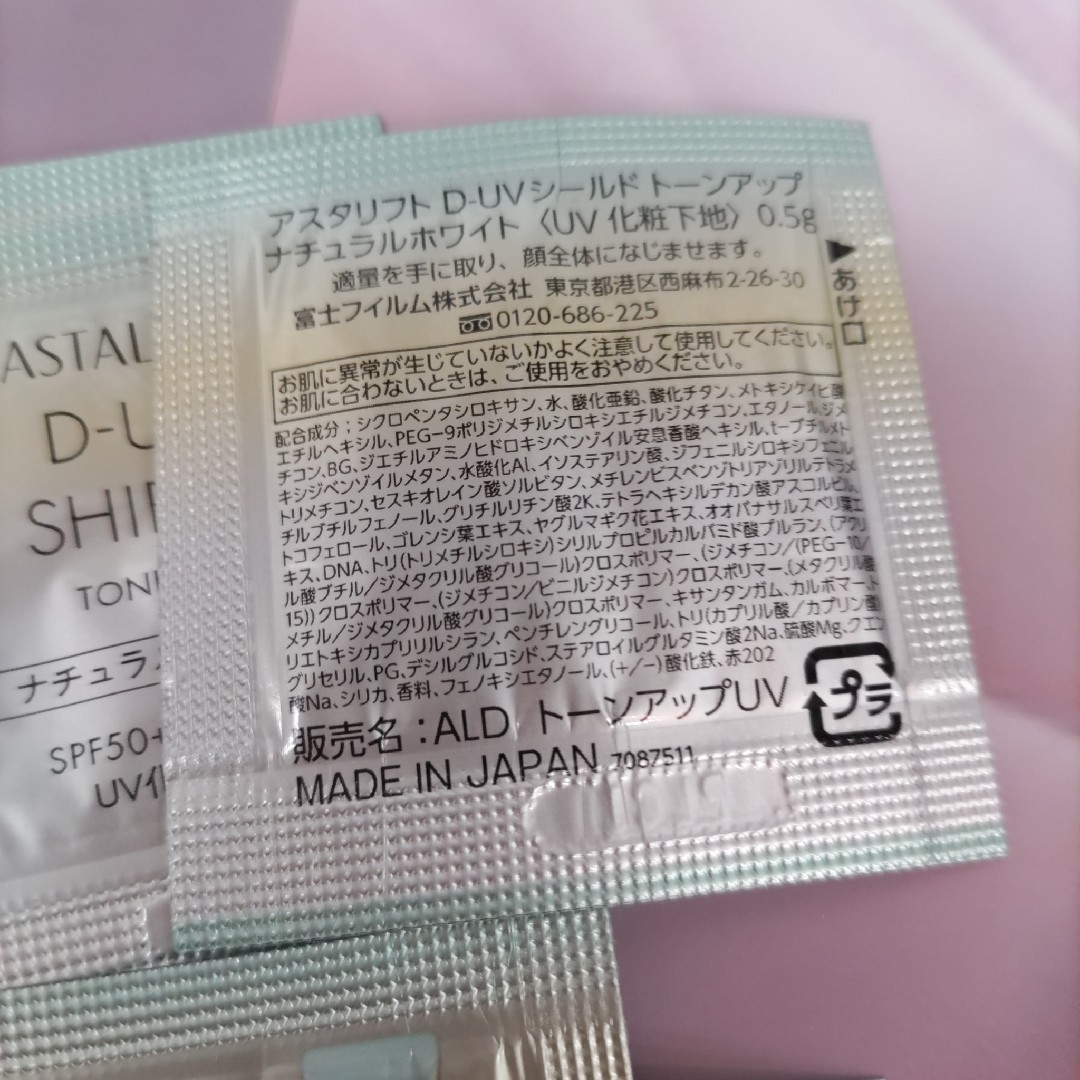 アスタリフト D-UVシールド トーンアップ
ナチュラルホワイト〈UV 化粧下地〉0.5g
適量を手に取り、顔全体になじませます。
富士フイルム株式会社 東京都港区西麻布2-26-30
0120-686-225
▶あけ口
お肌に異常が生じていないかよく注意して使用してください。
お肌に合わないときは、ご使用をおやめください。
配合成分；シクロペンタシロキサン、水、酸化亜鉛、酸化チタン、メトキシケイヒ酸
エチルヘキシル、PEG-9ポリジメチルシロキシエチルジメチコン、エタノール、ジメ
チコン、BG、ジエチルアミノヒドロキシベンゾイル安息香酸ヘキシル、t-ブチルメト
キシジベンゾイルメタン、水酸化Al、イソステアリン酸、ジフェニルシロキシフェニル
トリメチコン、セスキオレイン酸ソルビタン、メチレンビスベンゾトリアゾリルテトラメ
チルブチルフェノール、グリチルリチン酸2K、テトラヘキシルデカン酸アスコルビル、
トコフェロール、ゴレンシ葉エキス、ヤグルマギク花エキス、オオバナサルスベリ葉エ
キス、DNA、トリ(トリメチルシロキシ)シリルプロピルカルバミド酸プルラン、(アクリ
ル酸ブチル/ジメタクリル酸グリコール)クロスポリマー、(ジメチコン/(PEG-10/
15))クロスポリマー、(ジメチコン/ビニルジメチコン)クロスポリマー、(メタクリル酸
メチル/ジメタクリル酸グリコール)クロスポリマー、キサンタンガム、カルボマー、ト
リエトキシカプリリルシラン、ペンチレングリコール、トリ(カプリル酸/カプリン酸)
グリセリル、PG、デシルグルコシド、ステアロイルグルタミン酸2Na、硫酸Mg、クエン
酸Na、シリカ、香料、フェノキシエタノール、(+/-)酸化鉄、赤202
販売名：ALD トーンアップUV
プラ
MADE IN JAPAN 7087511
ASTAL
D-U
SHI
TON
ナチュラ
SPF50+
UV化